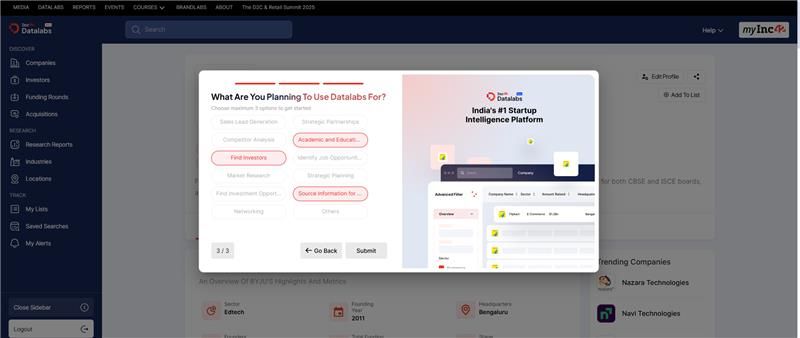 MEDIA DATALABS REPORTS EVENTS COURSES BRANDLABS ABOUT The D2C & Retail Summit 2025
Inc42
Datalabs
Search
Help
myInc42
DISCOVER
Companies
Investors
Funding Rounds
Acquisitions
RESEARCH
Research Reports
Industries
Locations
TRACK
My Lists
Saved Searches
My Alerts
Close Sidebar
Logout
Edit Profile
Add To List
What Are You Planning To Use Datalabs For?
Choose maximum 3 options to get started
Sales Lead Generation Strategic Partnerships
Competitor Analysis Academic and Educati...
Find Investors Identify Job Opportunit...
Market Research Strategic Planning
Find Investment Opport... Source Information for ...
Networking Others
3 / 3 Go Back Submit
Datalabs
India's #1 Startup
Intelligence Platform
Search Company
Advanced Filter Company Name Sector Amount Raised Headquarte
Overview
Flipkart E Commerce $1.2Bn Bengal
Sector
for both CBSE and ISCE boards,
An Overview Of BYJU'S Highlights And Metrics
Sector
Edtech
Founding
Year
2011
Headquarters
Bengaluru
Trending Companies
Nazara Technologies
Navi Technologies